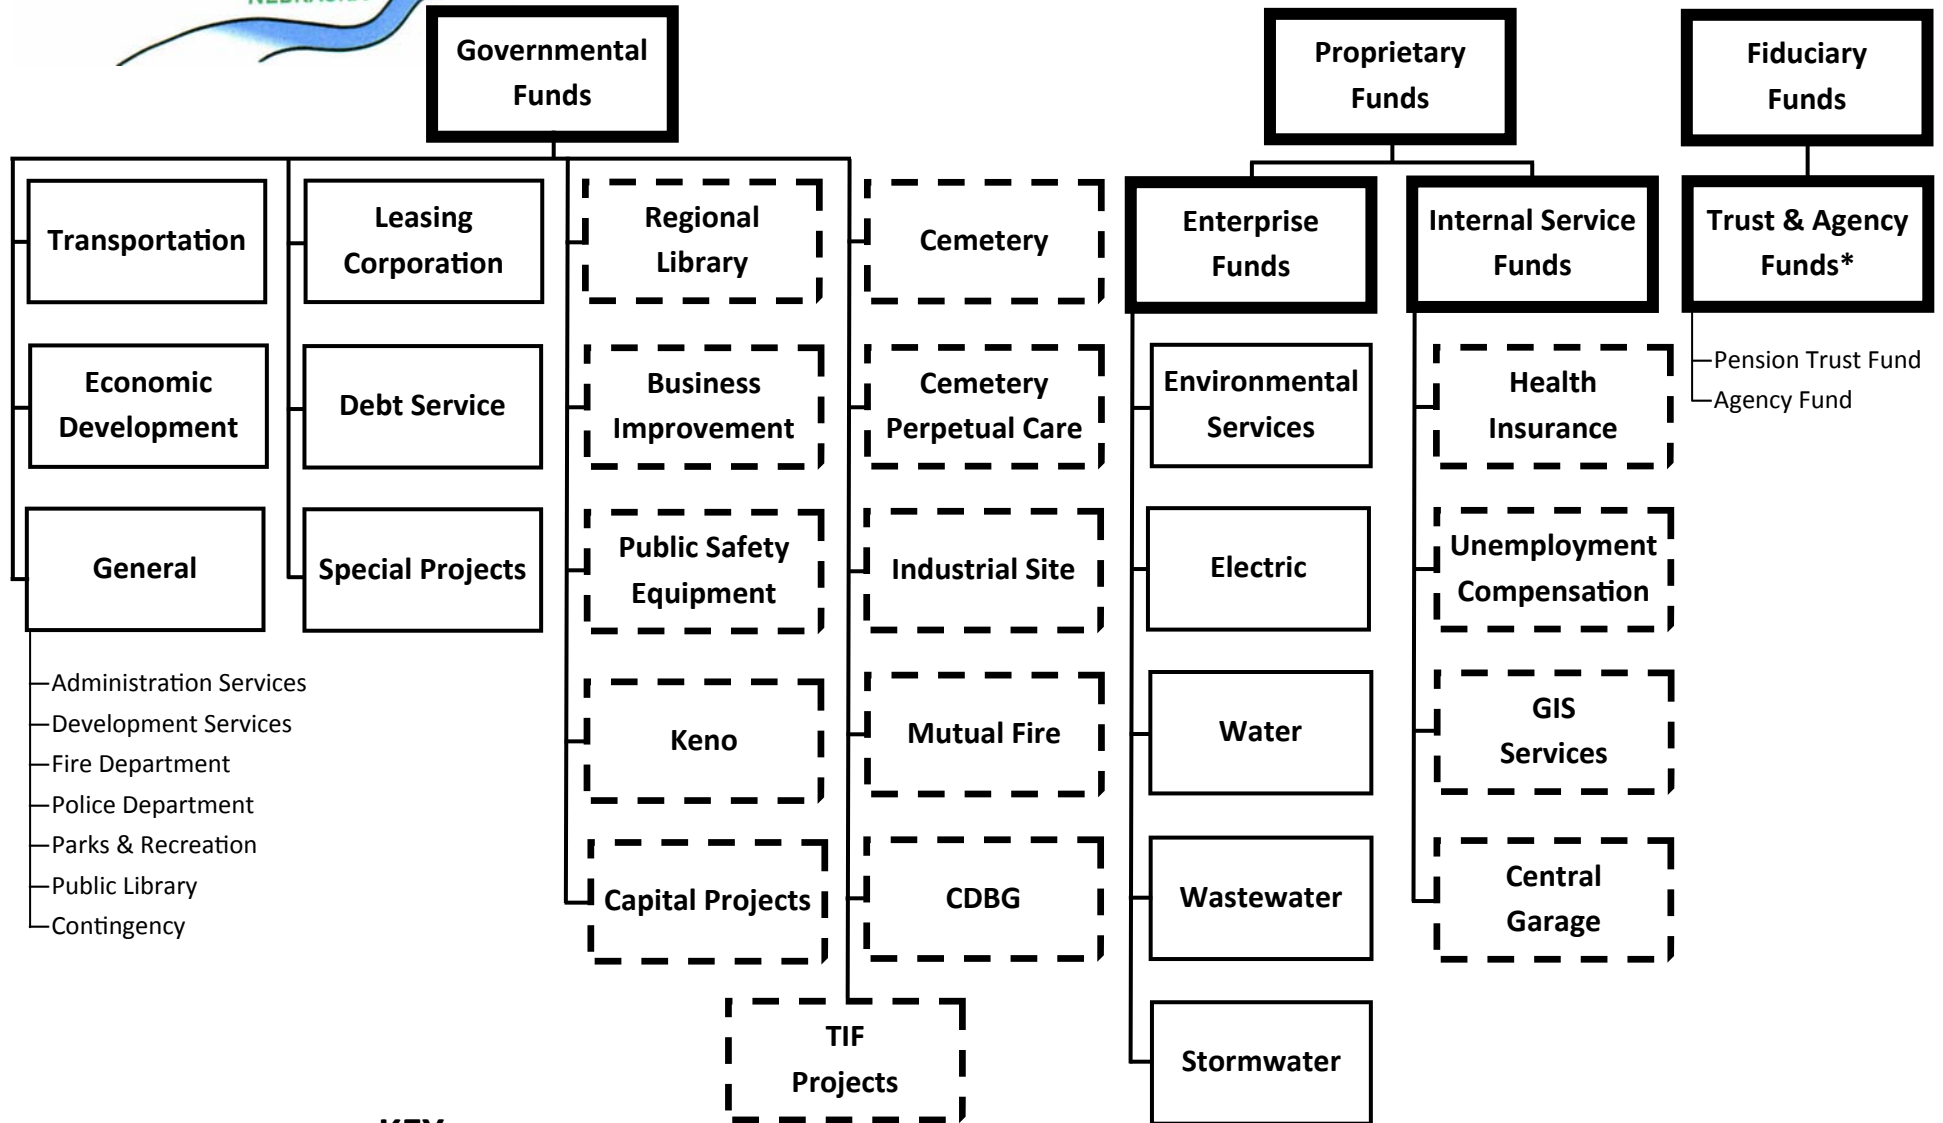 Governmental
Funds
Transportation
Economic
Development
General
Administration Services
Development Services
Fire Department
Police Department
Parks & Recreation
Public Library
Contingency
Leasing
Corporation
Debt Service
Special Projects
Regional
Library
Business
Improvement
Public Safety
Equipment
Keno
Capital Projects
Cemetery
Cemetery
Perpetual Care
Industrial Site
Mutual Fire
CDBG
TIF
Projects
Proprietary
Funds
Enterprise
Funds
Environmental
Services
Electric
Water
Wastewater
Stormwater
Internal Service
Funds
Health
Insurance
Unemployment
Compensation
GIS
Services
Central
Garage
Fiduciary
Funds
Trust & Agency
Funds*
Pension Trust Fund
Agency Fund